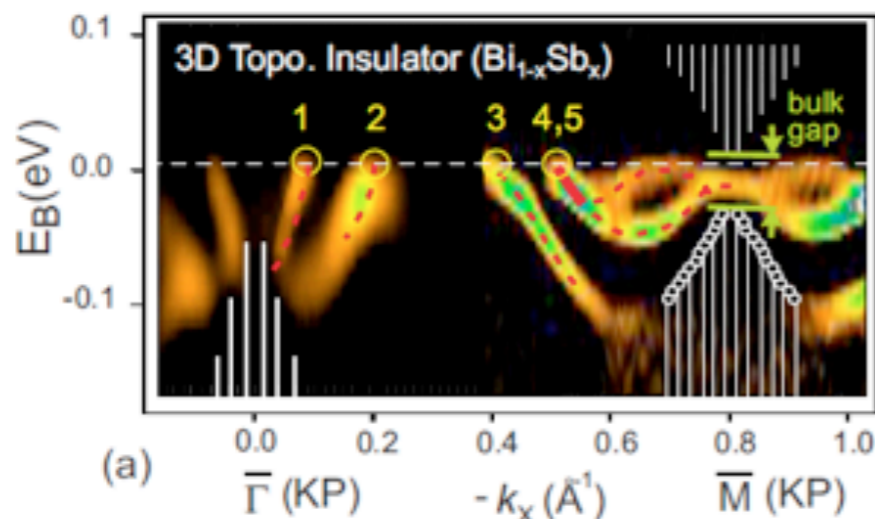 0.1
3D Topo. Insulator (Bi1-xSbx)
bulk
gap
1
2
3
4,5
0.0
EB(eV)
-0.1
0.0
0.2
0.4
0.6
0.8
1.0
(a)
Γ̅ (KP)
- kx (Å-1)
M̅ (KP)